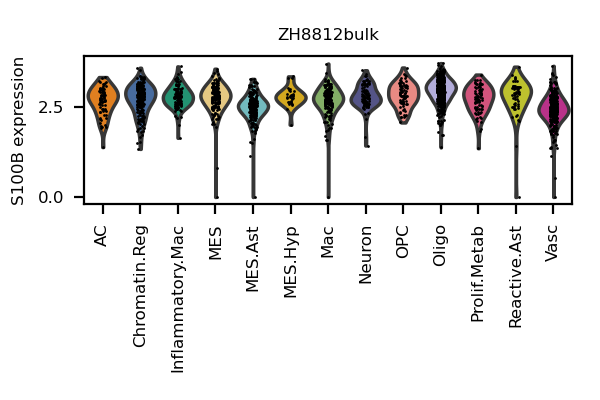 ZH8812bulk
S100B expression
2.5
0.0
AC
Chromatin.Reg
Inflammatory.Mac
MES
MES.Ast
MES.Hyp
Mac
Neuron
OPC
Oligo
Prolif.Metab
Reactive.Ast
Vasc